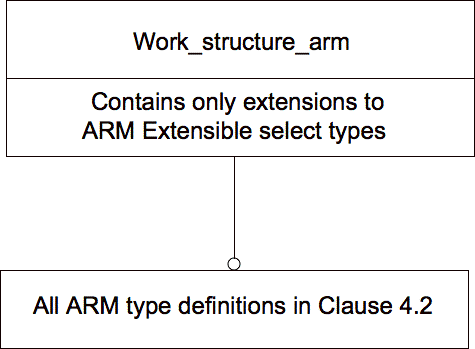 Work_structure_arm
Contains only extensions to
ARM Extensible select types
All ARM type definitions in Clause 4.2